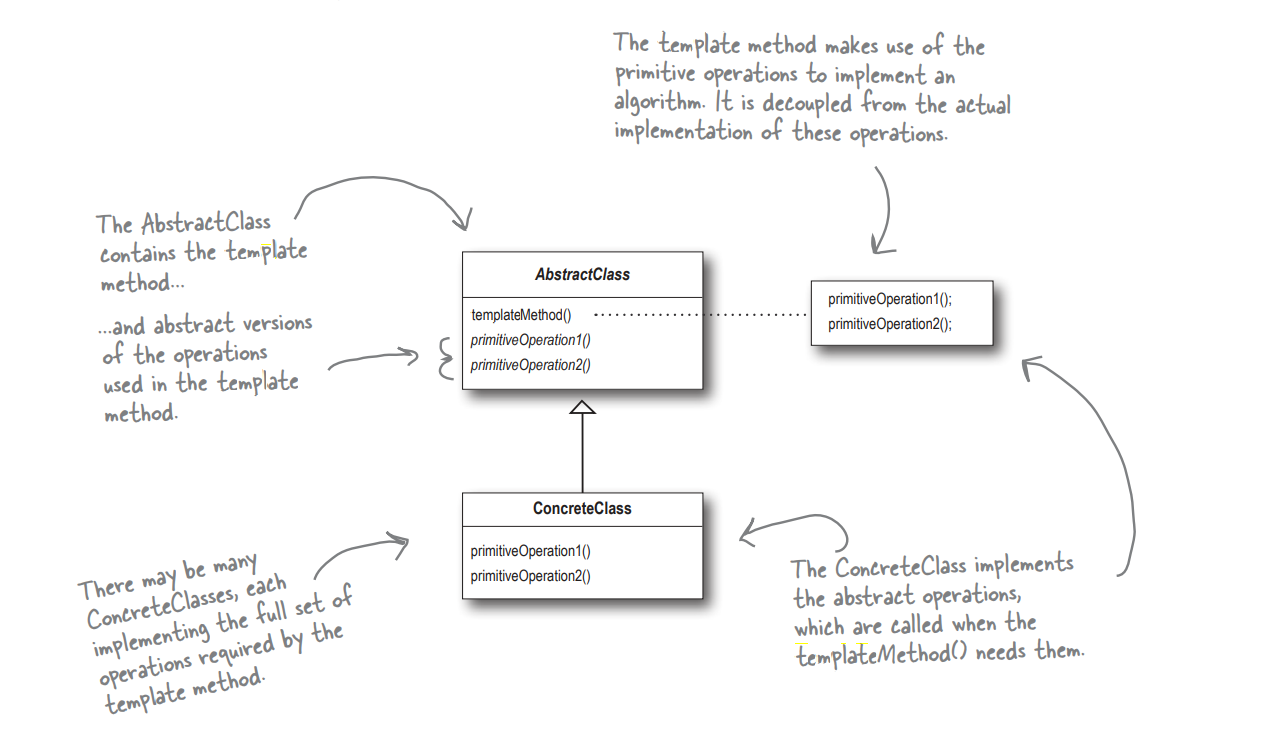 The template method makes use of the
primitive operations to implement an
algorithm. It is decoupled from the actual
implementation of these operations.
The AbstractClass
contains the template
method...
...and abstract versions
of the operations
used in the template
method.
AbstractClass
templateMethod()
primitiveOperation1()
primitiveOperation2()
primitiveOperation1();
primitiveOperation2();
ConcreteClass
primitiveOperation1()
primitiveOperation2()
There may be many
ConcreteClasses, each
implementing the full set of
operations required by the
template method.
The ConcreteClass implements
the abstract operations,
which are called when the
templateMethod() needs them.